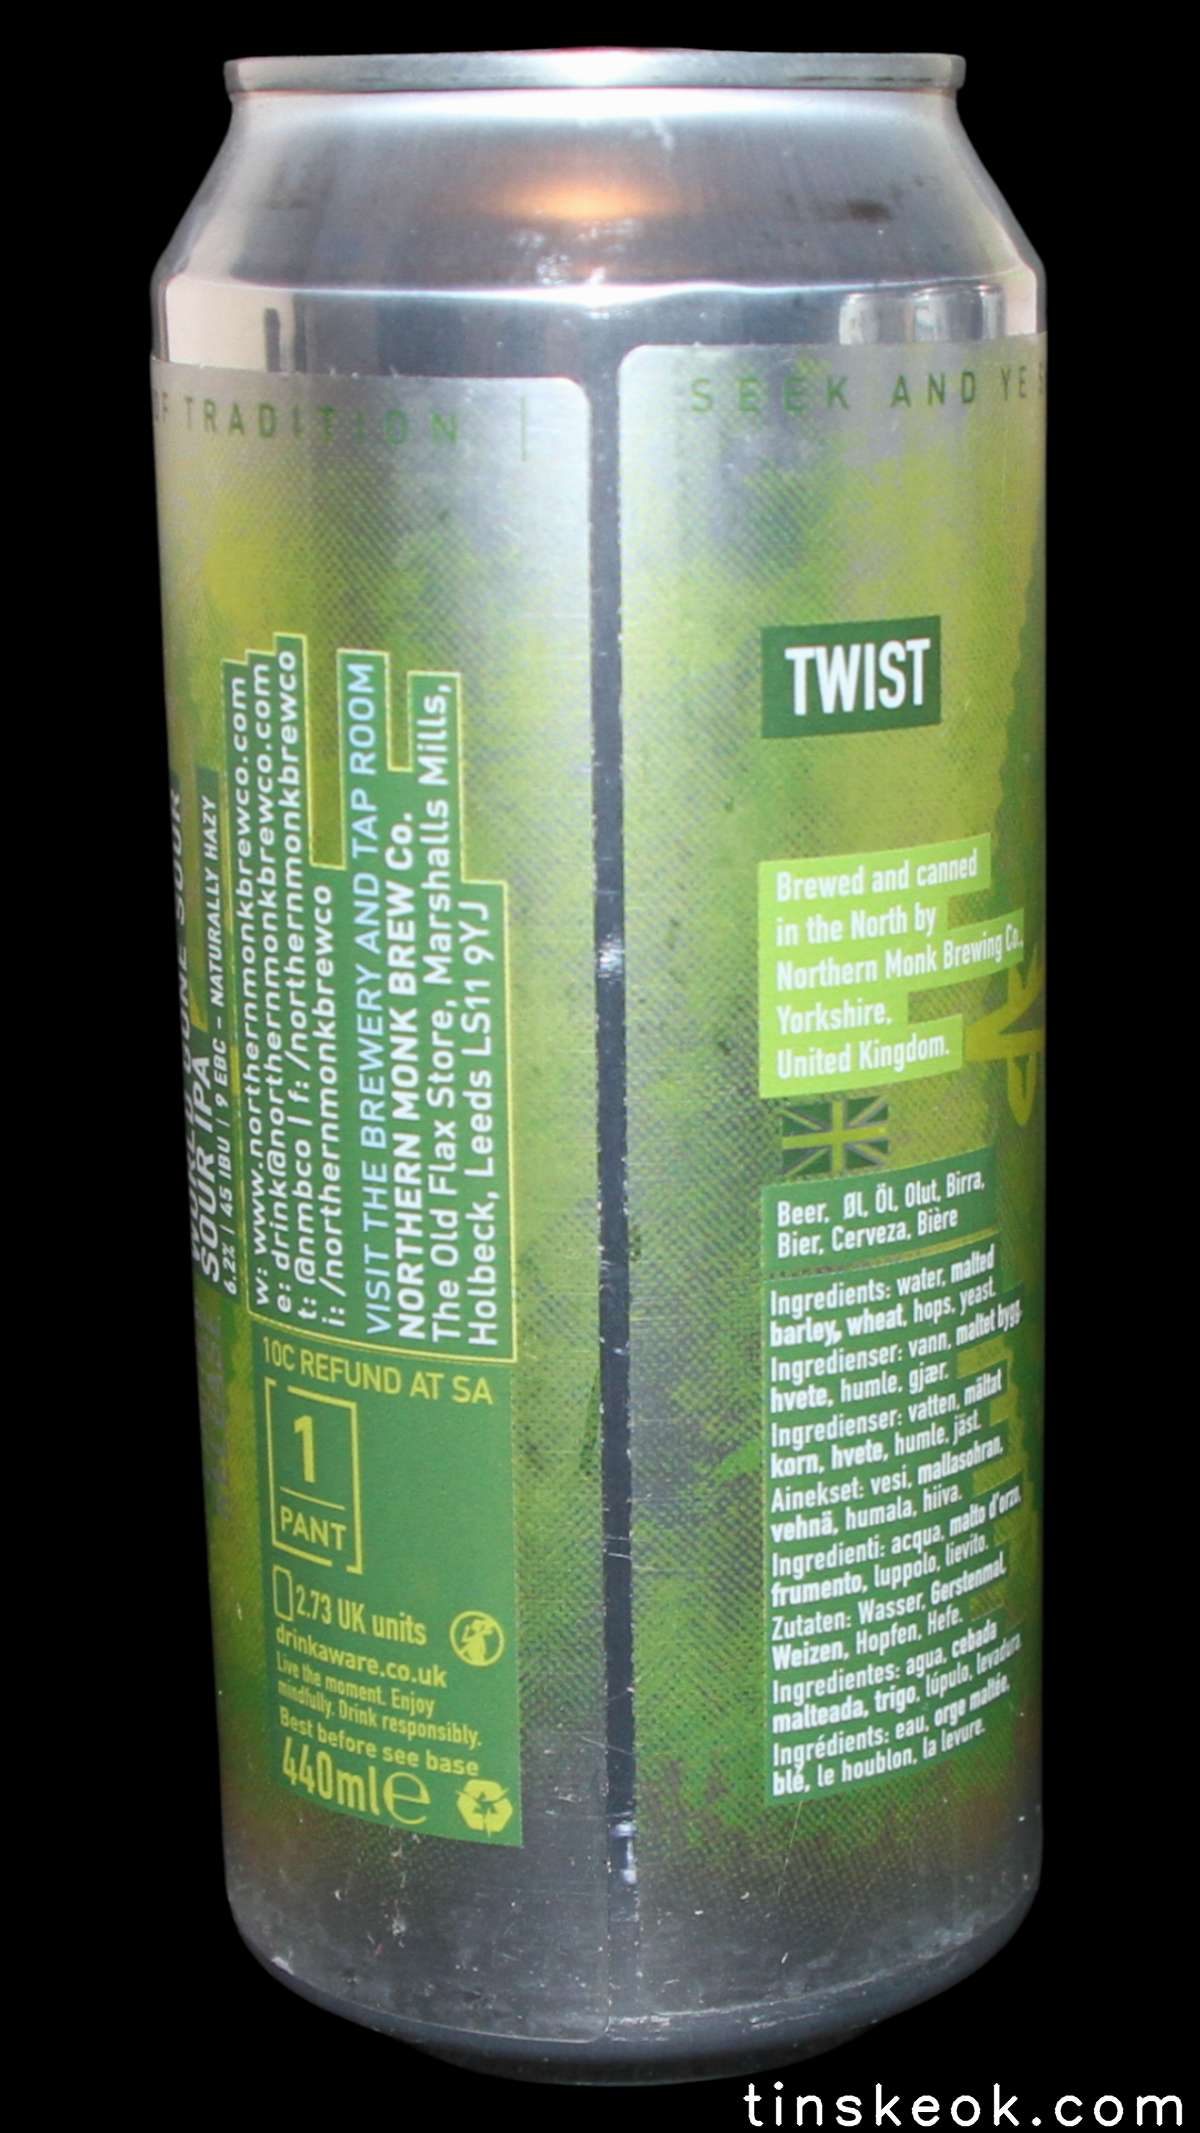 OF TRADITION |
SEEK AND YE
WORLD GONE SOUR
SOUR IPA
6.2% | 45 IBU | 9 EBC - NATURALLY HAZY
w: www.northernmonkbrewco.com
e: drink@northernmonkbrewco.com
t: @nmbco | f: /northernmonkbrewco
i: /northernmonkbrewco
VISIT THE BREWERY AND TAP ROOM
NORTHERN MONK BREW Co.
The Old Flax Store, Marshalls Mills,
Holbeck, Leeds LS11 9YJ
10C REFUND AT SA
1
PANT
2.73 UK units
drinkaware.co.uk
Live the moment. Enjoy
mindfully. Drink responsibly.
Best before see base
440ml e
TWIST
Brewed and canned
in the North by
Northern Monk Brewing Co.,
Yorkshire,
United Kingdom.
Beer, Øl, Öl, Olut, Birra,
Bier, Cerveza, Bière
Ingredients: water, malted
barley, wheat, hops, yeast.
Ingredienser: vann, maltet bygg,
hvete, humle, gjær.
Ingredienser: vatten, mältat
korn, hvete, humle, jäst.
Ainekset: vesi, mallasohran,
vehnä, humala, hiiva.
Ingredienti: acqua, malto d'orzo,
frumento, luppolo, lievito.
Zutaten: Wasser, Gerstenmal,
Weizen, Hopfen, Hefe.
Ingredientes: agua, cebada
malteada, trigo, lúpulo, levadura.
Ingrédients: eau, orge maltée,
blé, le houblon, la levure.
tinskeok.com